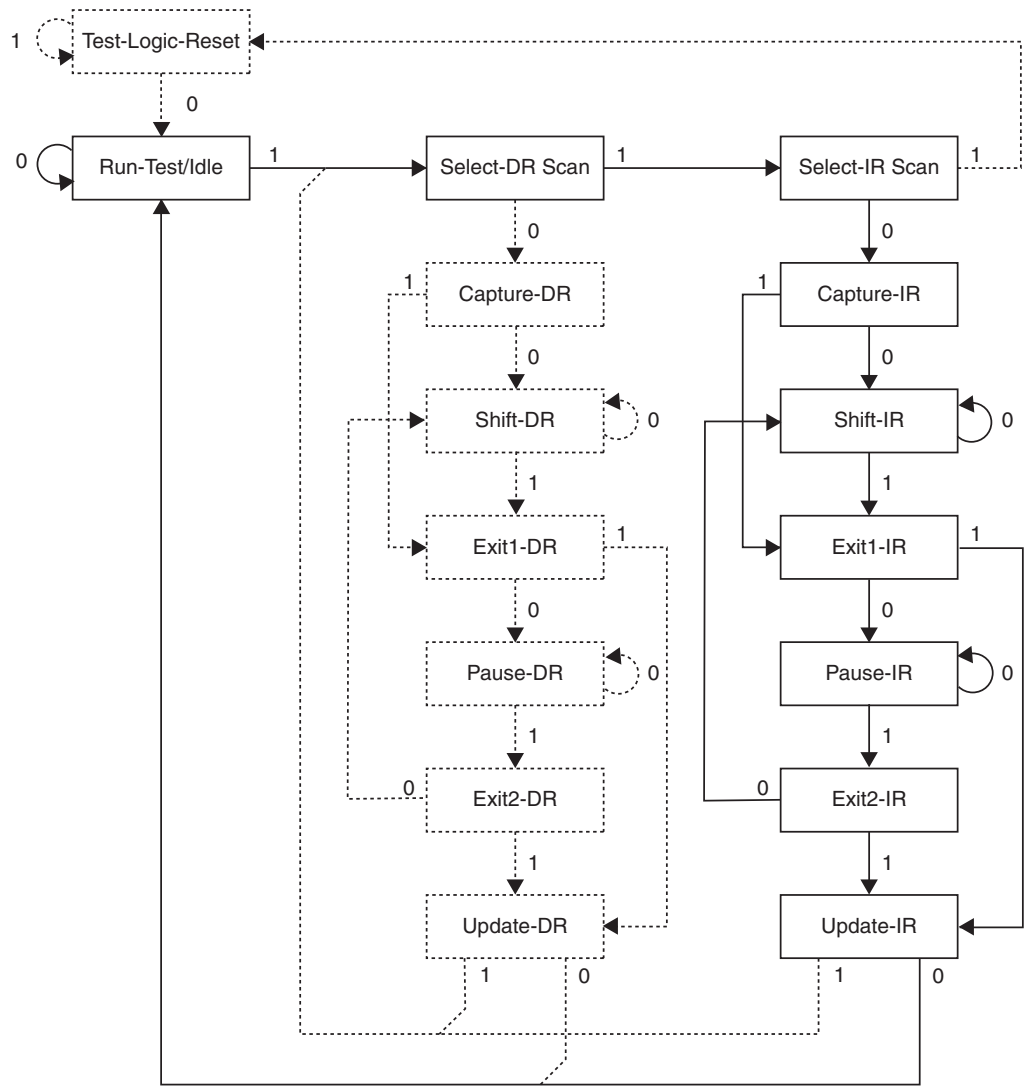 1
Test-Logic-Reset
0
0
Run-Test/Idle
1
Select-DR Scan
1
Select-IR Scan
1
0
0
1
Capture-DR
1
Capture-IR
0
0
Shift-DR
0
Shift-IR
0
1
1
Exit1-DR
1
Exit1-IR
1
0
0
Pause-DR
0
Pause-IR
0
1
1
0
Exit2-DR
0
Exit2-IR
1
1
Update-DR
Update-IR
1
0
1
0